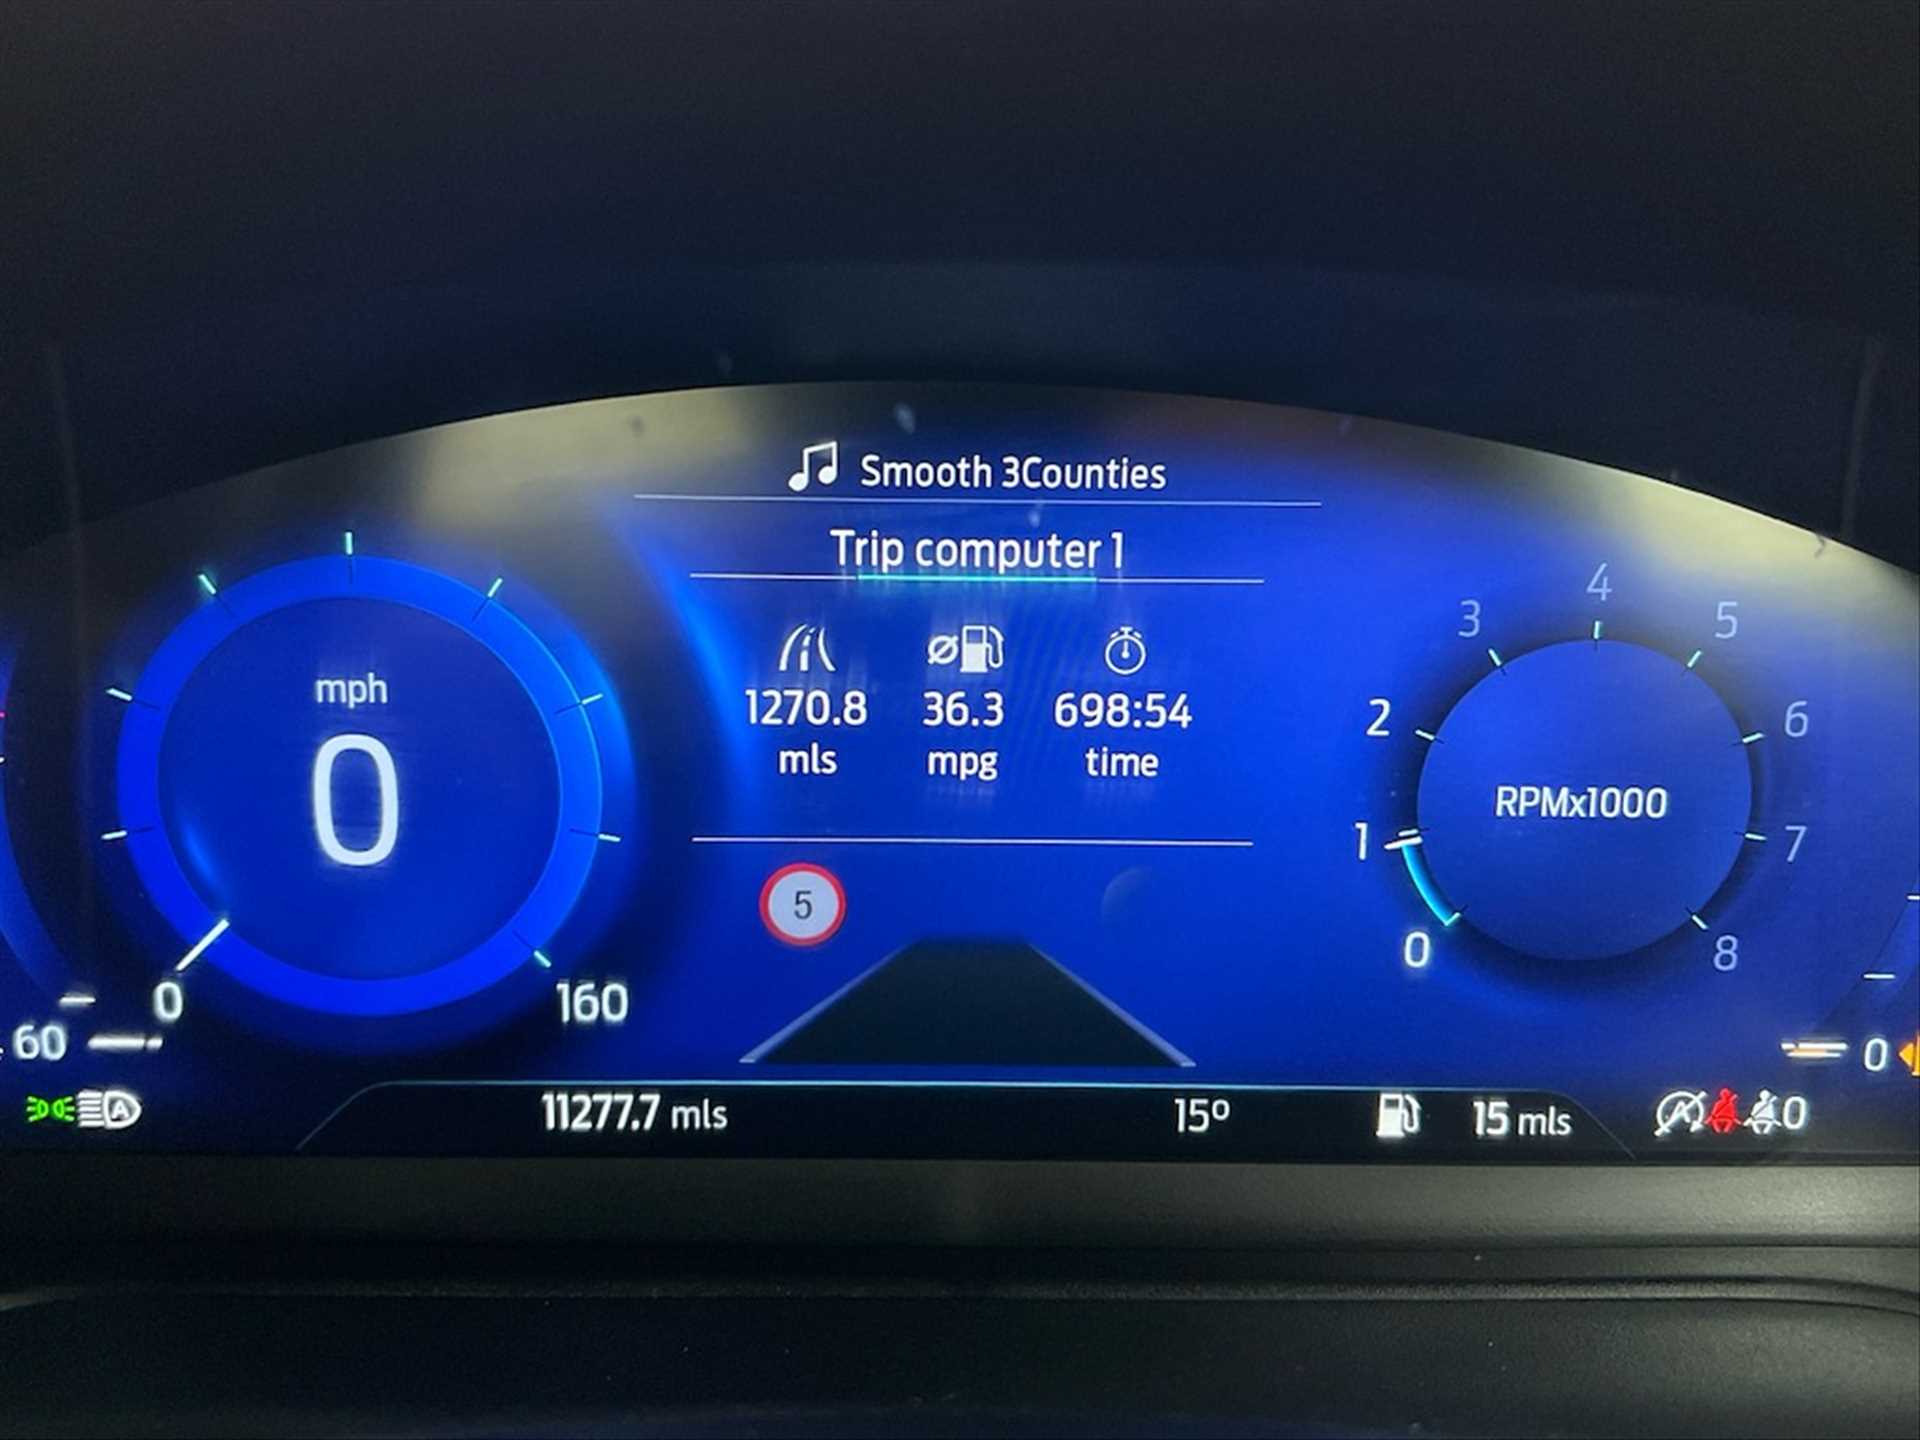 Smooth 3Counties
Trip computer 1
1270.8 36.3 698:54
mls mpg time
mph
0
0 160
5
RPMx1000
0 1 2 3 4 5 6 7 8
60
0
A
11277.7 mls 15º 15 mls
A 0